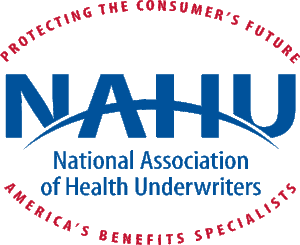 PROTECTING THE CONSUMER'S FUTURE
NAHU
National Association
of Health Underwriters
AMERICA'S BENEFITS SPECIALISTS